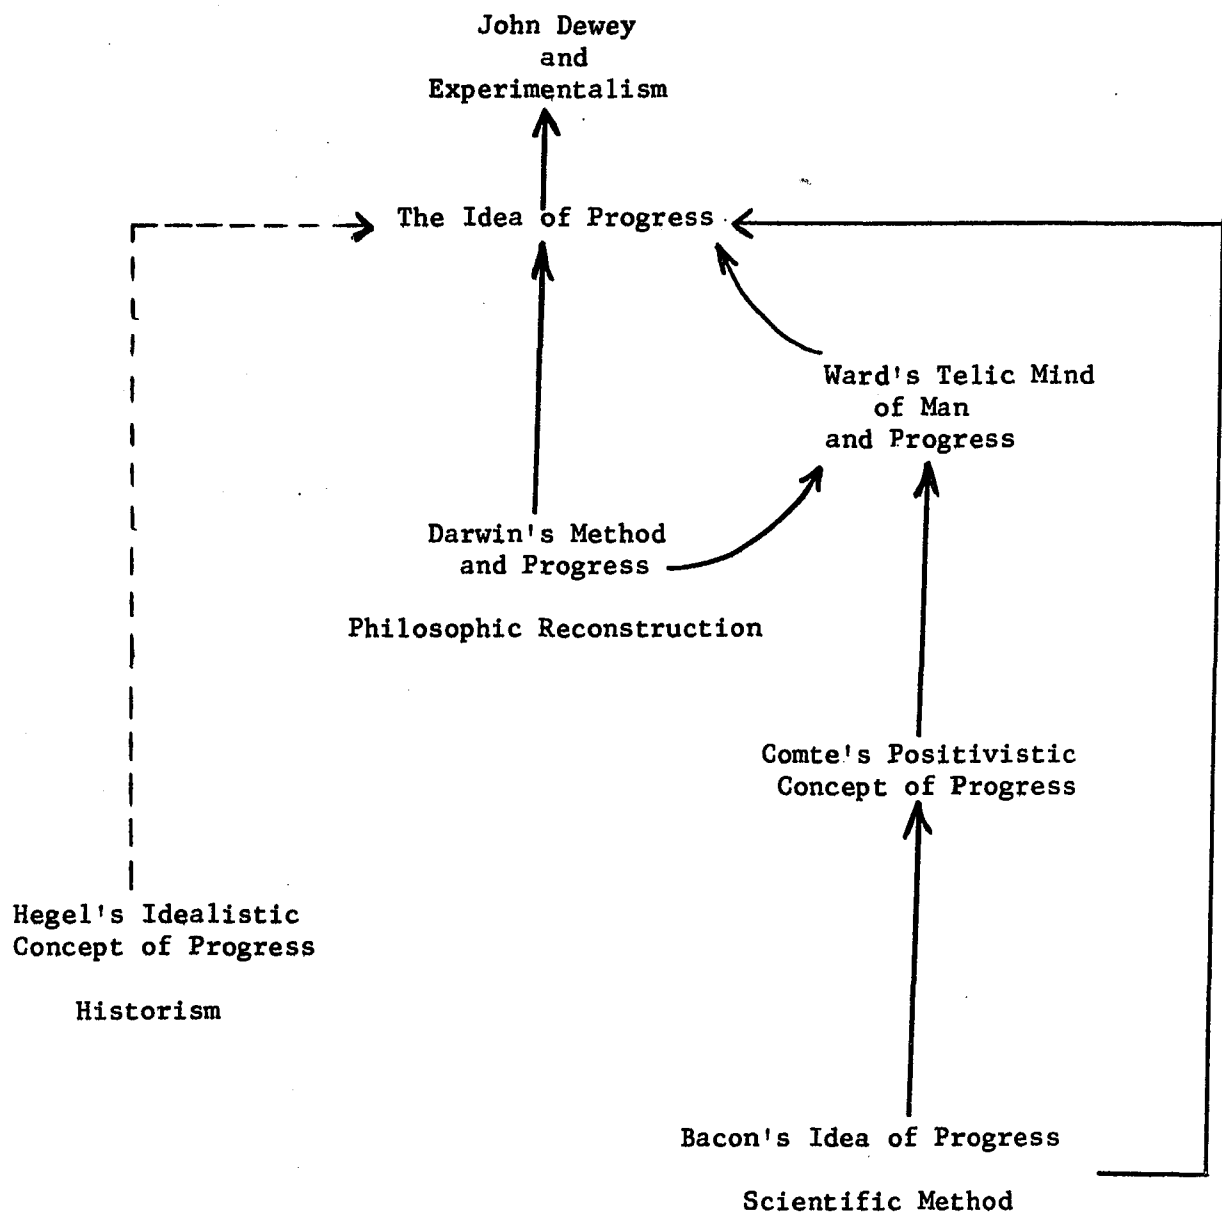 John Dewey
and
Experimentalism
The Idea of Progress
Ward's Telic Mind
of Man
and Progress
Darwin's Method
and Progress
Philosophic Reconstruction
Comte's Positivistic
Concept of Progress
Hegel's Idealistic
Concept of Progress
Historism
Bacon's Idea of Progress
Scientific Method